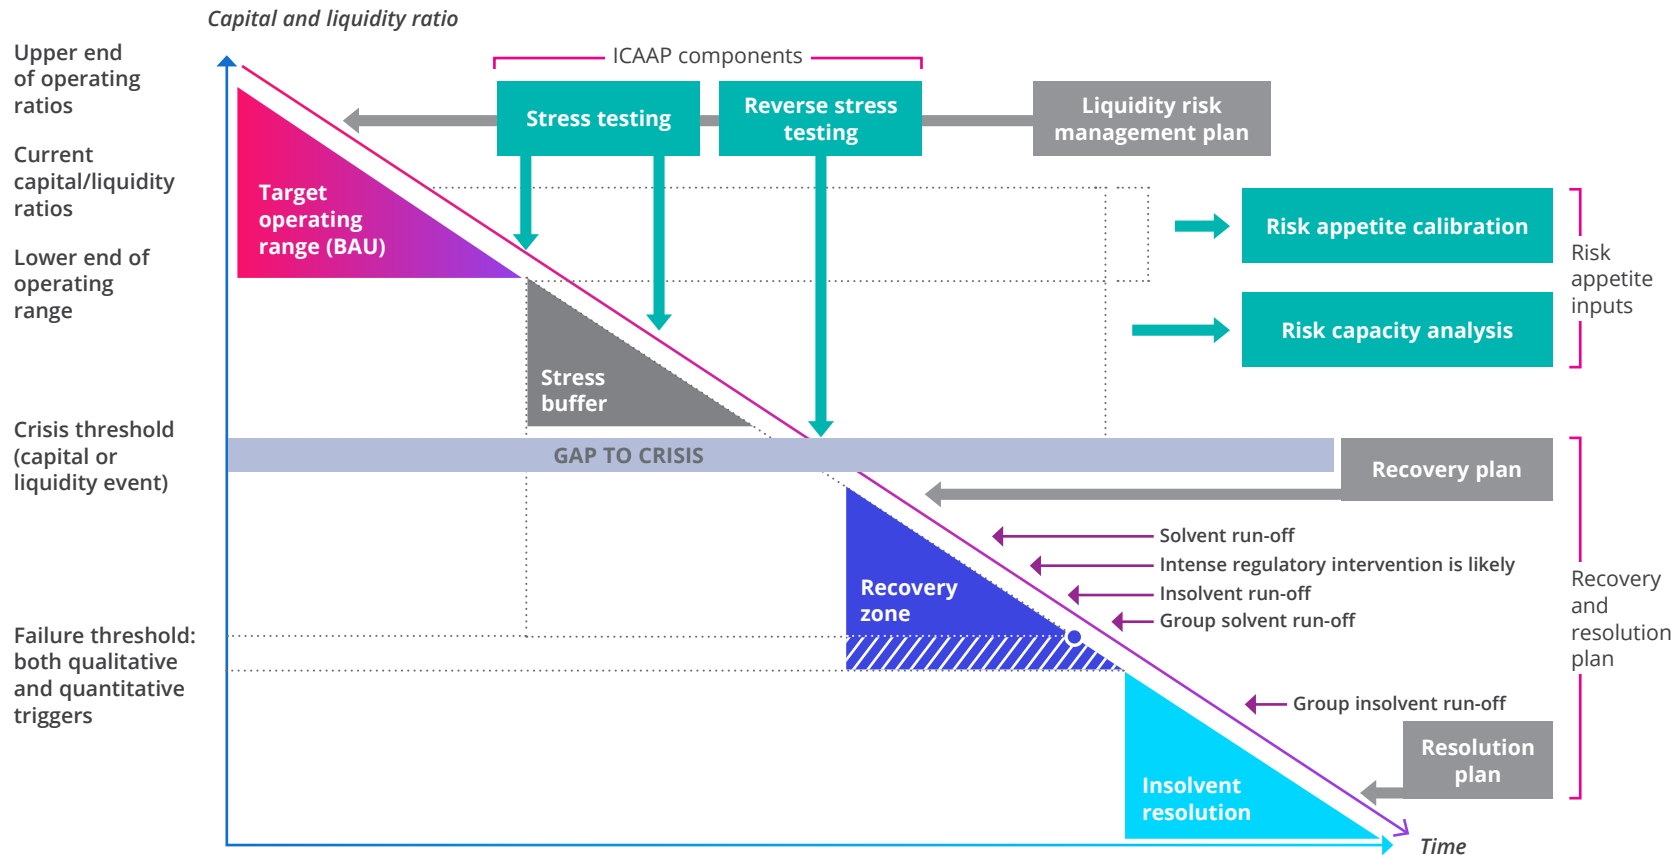 Capital and liquidity ratio
Upper end
of operating
ratios
Current
capital/liquidity
ratios
Lower end of
operating
range
Crisis threshold
(capital or
liquidity event)
Failure threshold:
both qualitative
and quantitative
triggers
ICAAP components
Stress testing
Reverse stress
testing
Liquidity risk
management plan
Target
operating
range (BAU)
Risk appetite calibration
Risk capacity analysis
Risk
appetite
inputs
Stress
buffer
GAP TO CRISIS
Recovery plan
Solvent run-off
Intense regulatory intervention is likely
Insolvent run-off
Group solvent run-off
Recovery
zone
Recovery
and
resolution
plan
Group insolvent run-off
Resolution
plan
Insolvent
resolution
Time